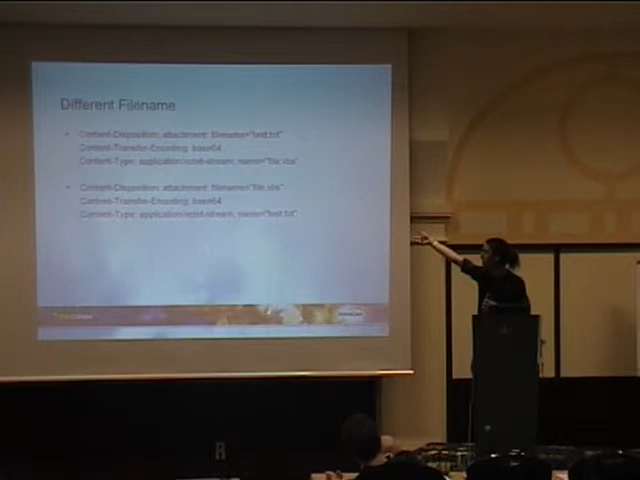 Different Filename
• Content-Disposition: attachment; filename="test.txt"
Content-Transfer-Encoding: base64
Content-Type: application/octet-stream; name="file.vbs"
• Content-Disposition: attachment; filename="file.vbs"
Content-Transfer-Encoding: base64
Content-Type: application/octet-stream; name="test.txt"